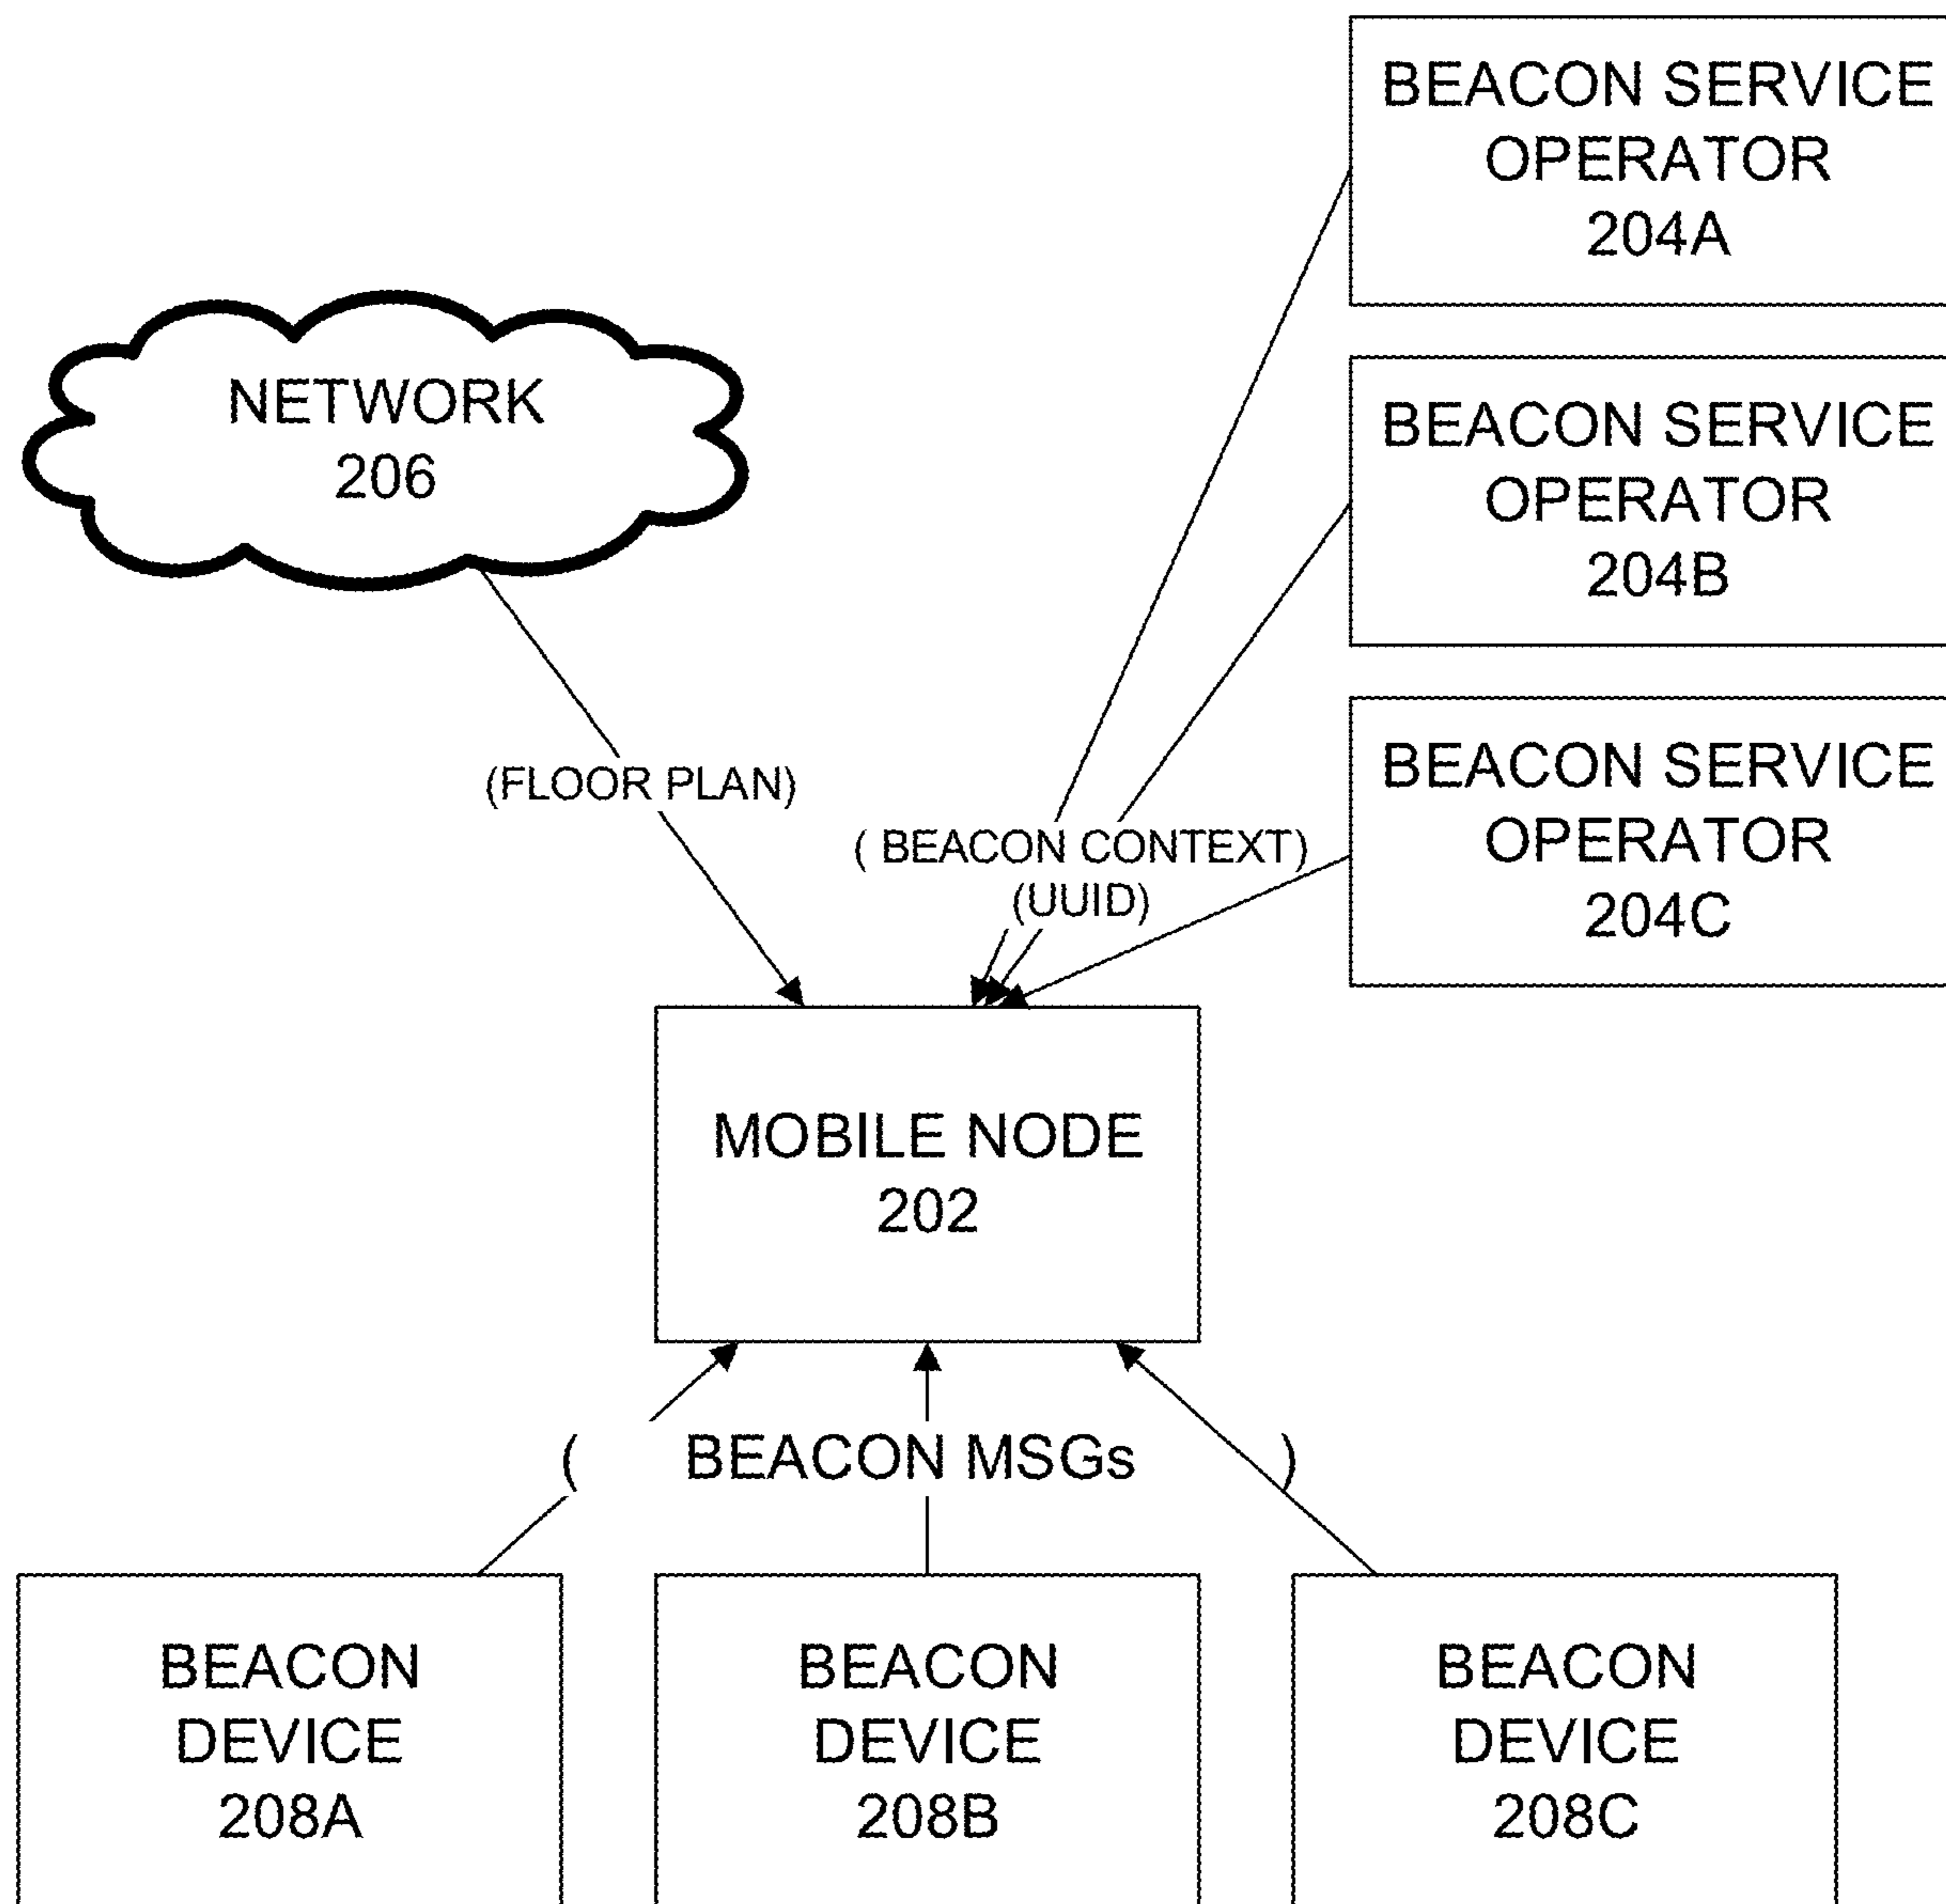 BEACON SERVICE
OPERATOR
204A
NETWORK
206
BEACON SERVICE
OPERATOR
204B
(FLOOR PLAN)
BEACON SERVICE
OPERATOR
204C
( BEACON CONTEXT)
(UUID)
MOBILE NODE
202
( BEACON MSGs )
BEACON
DEVICE
208A
BEACON
DEVICE
208B
BEACON
DEVICE
208C